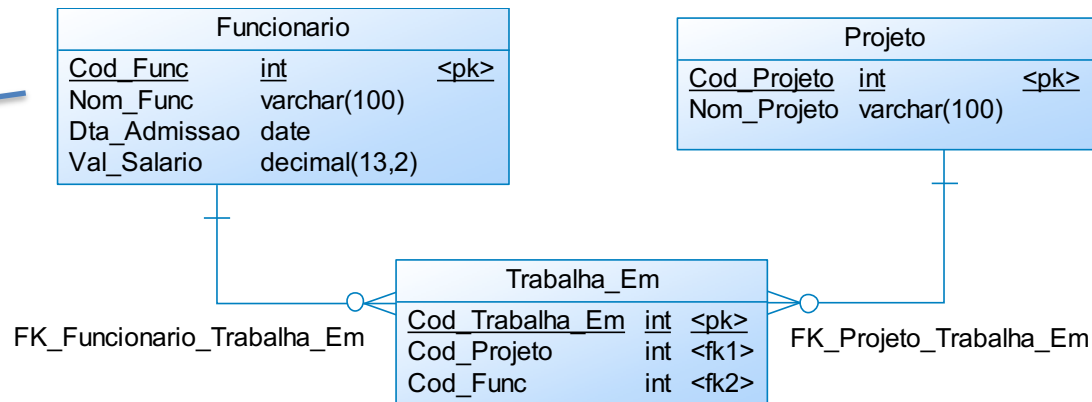 Funcionario
Cod_Func int <pk>
Nom_Func varchar(100)
Dta_Admissao date
Val_Salario decimal(13,2)
Projeto
Cod_Projeto int <pk>
Nom_Projeto varchar(100)
FK_Funcionario_Trabalha_Em
Trabalha_Em
Cod_Trabalha_Em int <pk>
Cod_Projeto int <fk1>
Cod_Func int <fk2>
FK_Projeto_Trabalha_Em